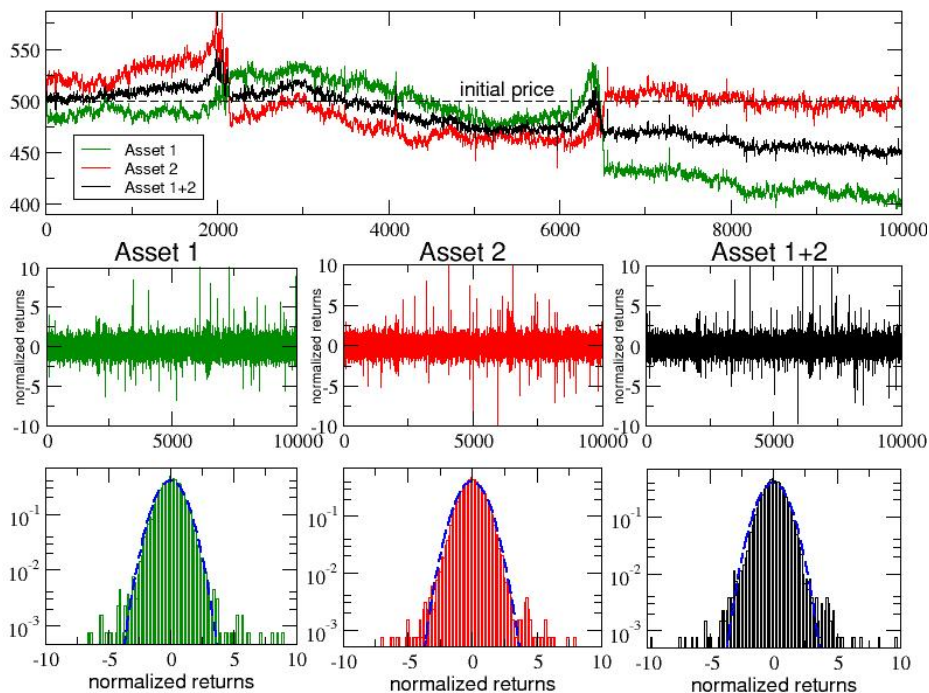 550
500
450
400
initial price
Asset 1
Asset 2
Asset 1+2
0 2000 4000 6000 8000 10000
Asset 1 Asset 2 Asset 1+2
normalized returns
10
5
0
-5
-10
0 5000 10000
normalized returns
10
5
0
-5
-10
0 5000 10000
normalized returns
10
5
0
-5
-10
0 5000 10000
10-1
10-2
10-3
-10 -5 0 5 10
normalized returns
10-1
10-2
10-3
-10 -5 0 5 10
normalized returns
10-1
10-2
10-3
-10 -5 0 5 10
normalized returns